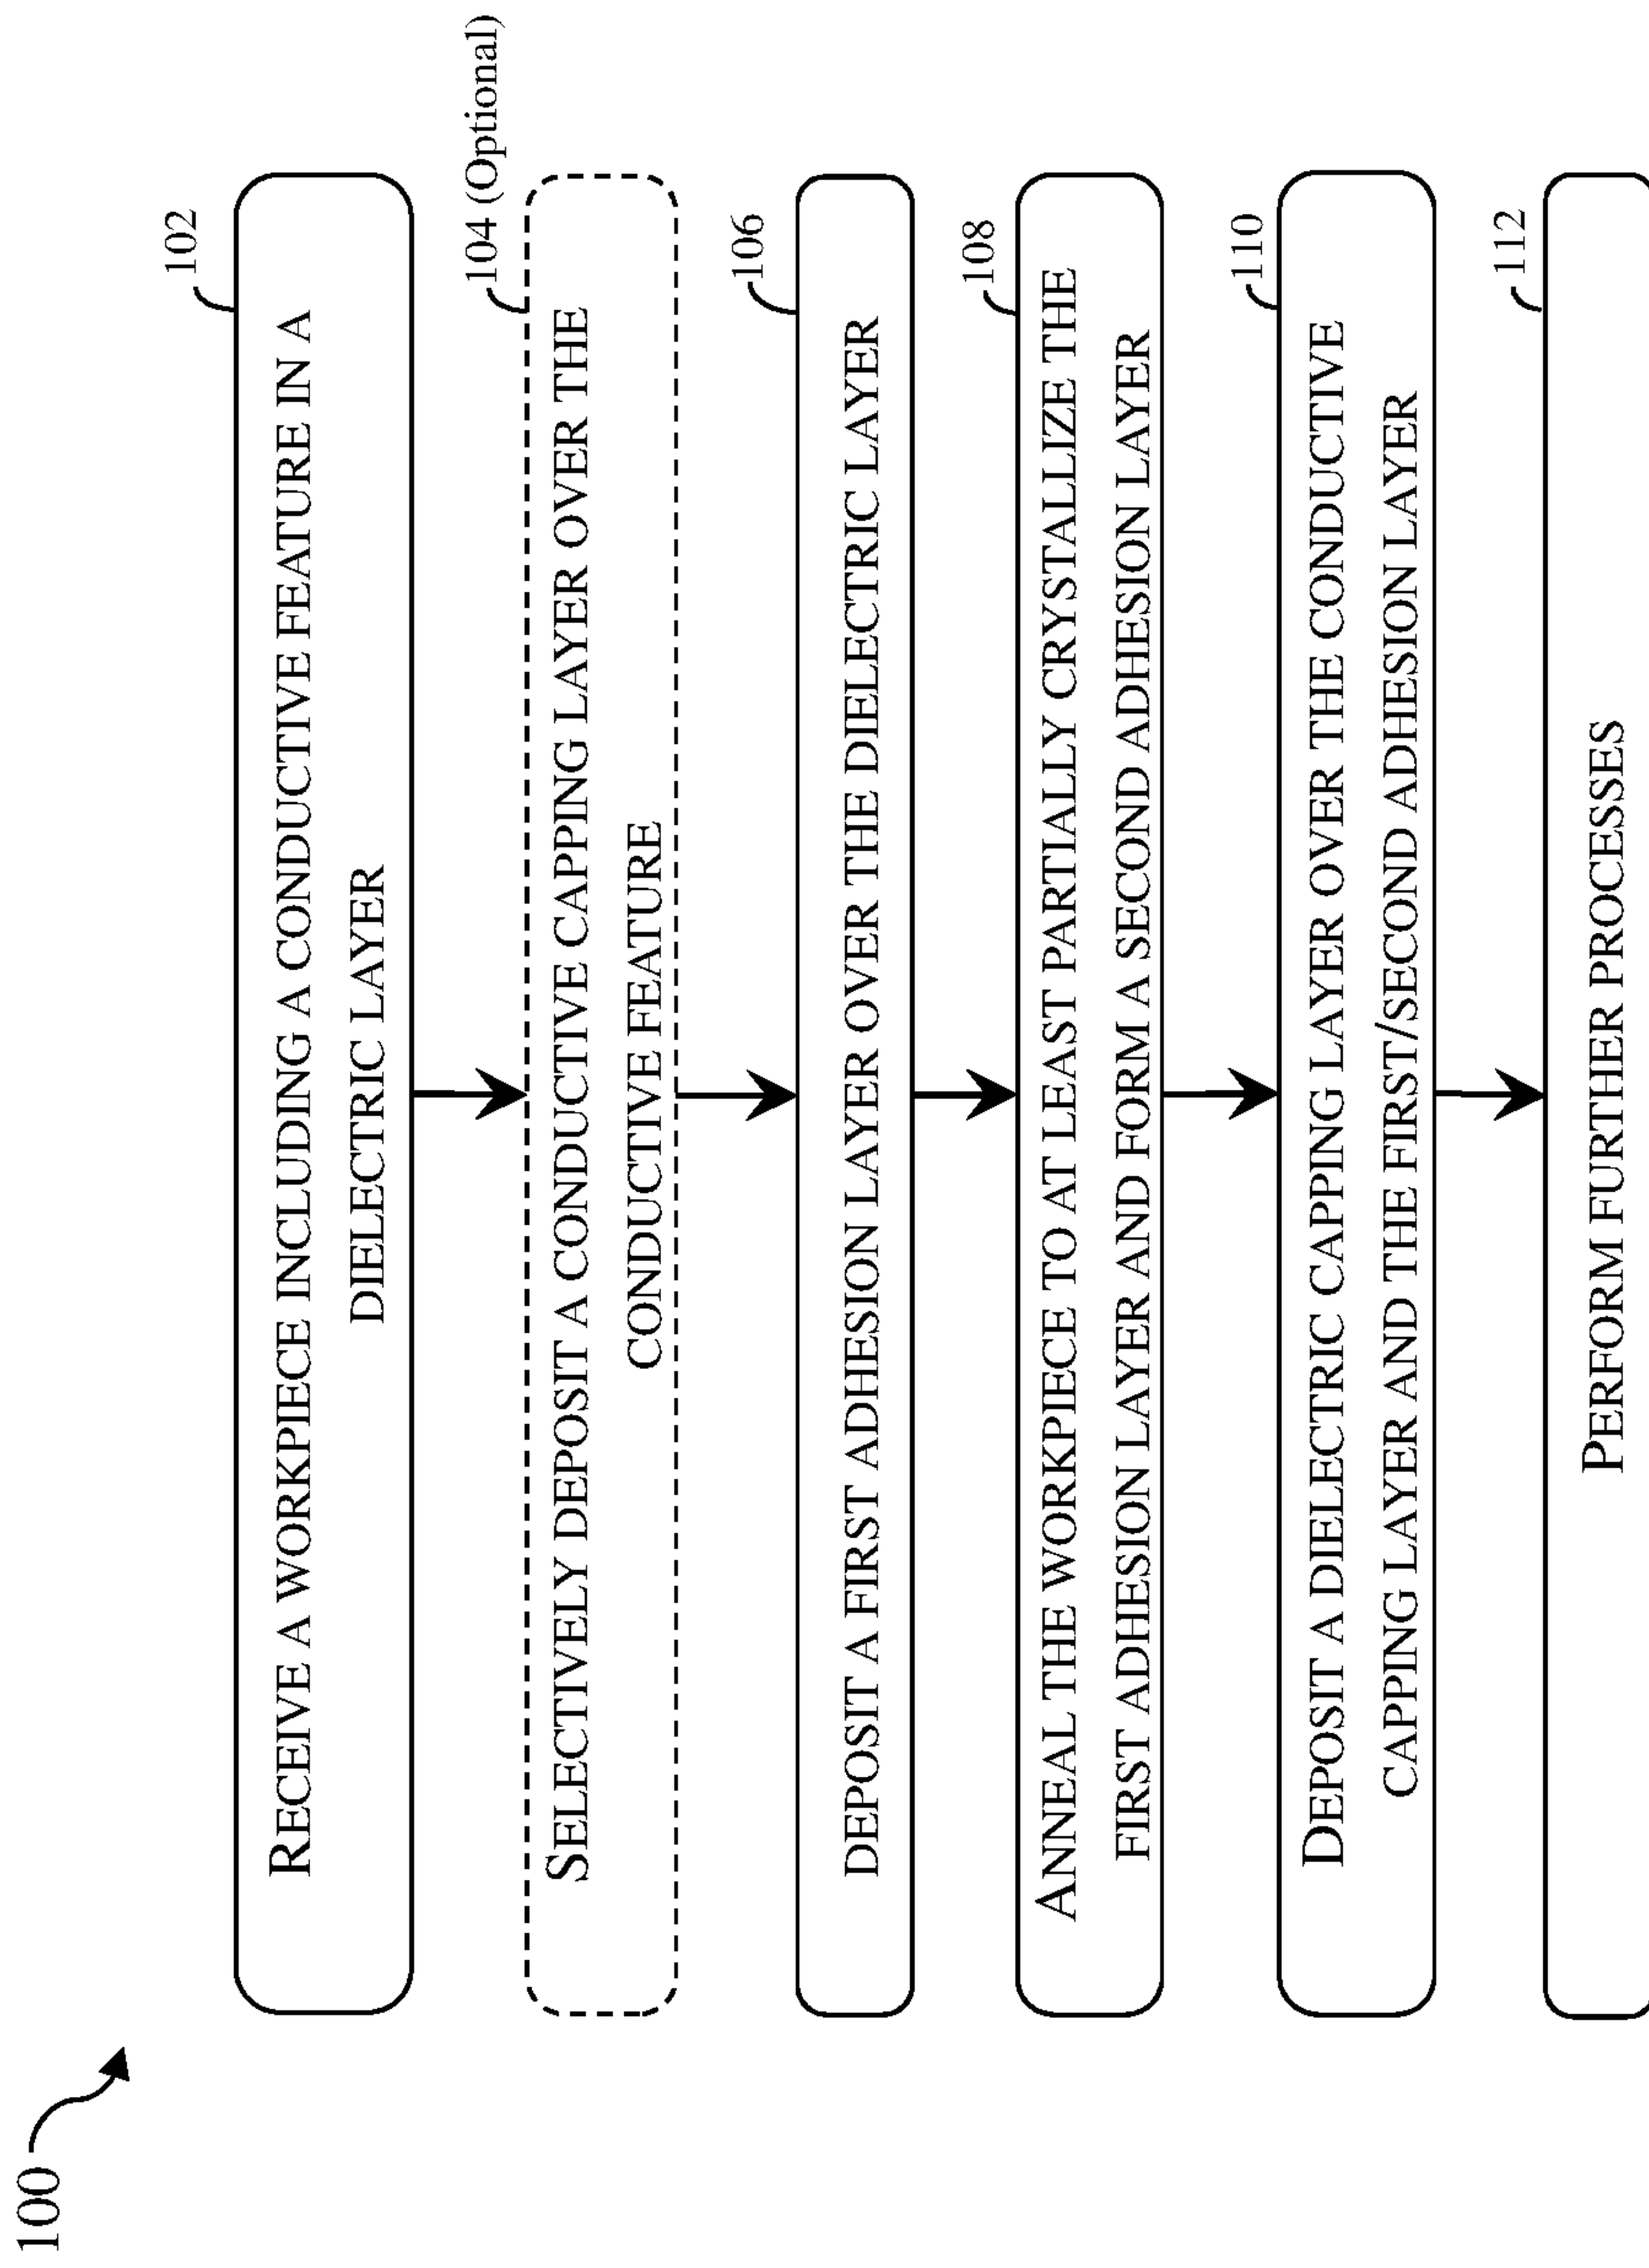 100
102
RECEIVE A WORKPIECE INCLUDING A CONDUCTIVE FEATURE IN A
DIELECTRIC LAYER
104 (Optional)
SELECTIVELY DEPOSIT A CONDUCTIVE CAPPING LAYER OVER THE
CONDUCTIVE FEATURE
106
DEPOSIT A FIRST ADHESION LAYER OVER THE DIELECTRIC LAYER
108
ANNEAL THE WORKPIECE TO AT LEAST PARTIALLY CRYSTALLIZE THE
FIRST ADHESION LAYER AND FORM A SECOND ADHESION LAYER
110
DEPOSIT A DIELECTRIC CAPPING LAYER OVER THE CONDUCTIVE
CAPPING LAYER AND THE FIRST/SECOND ADHESION LAYER
112
PERFORM FURTHER PROCESSES